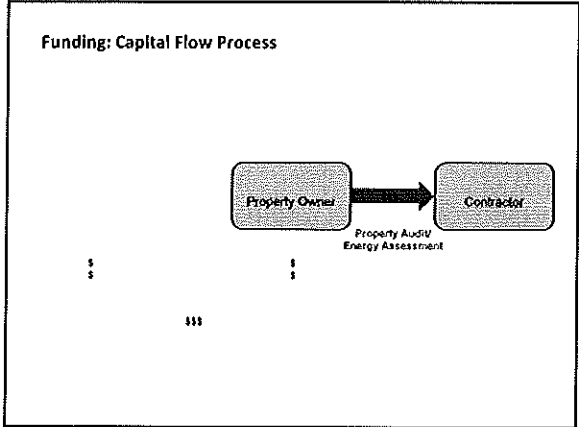 Funding: Capital Flow Process
Property Owner
Contractor
Property Audit/
Energy Assessment
$
$
$
$
$$$